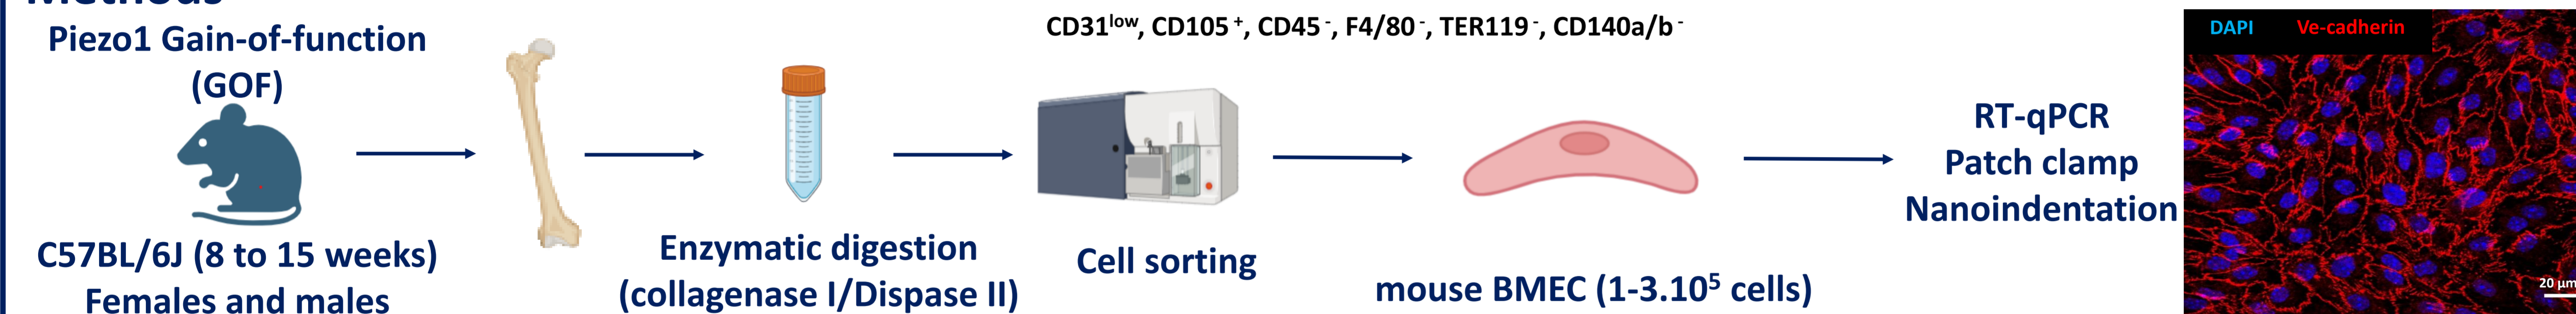 Methods
Piezo1 Gain-of-function
(GOF)
C57BL/6J (8 to 15 weeks)
Females and males
Enzymatic digestion
(collagenase I/Dispase II)
CD31low, CD105 +, CD45 -, F4/80 -, TER119 -, CD140a/b -
Cell sorting
mouse BMEC (1-3.10⁵ cells)
RT-qPCR
Patch clamp
Nanoindentation
DAPI Ve-cadherin
20 µm